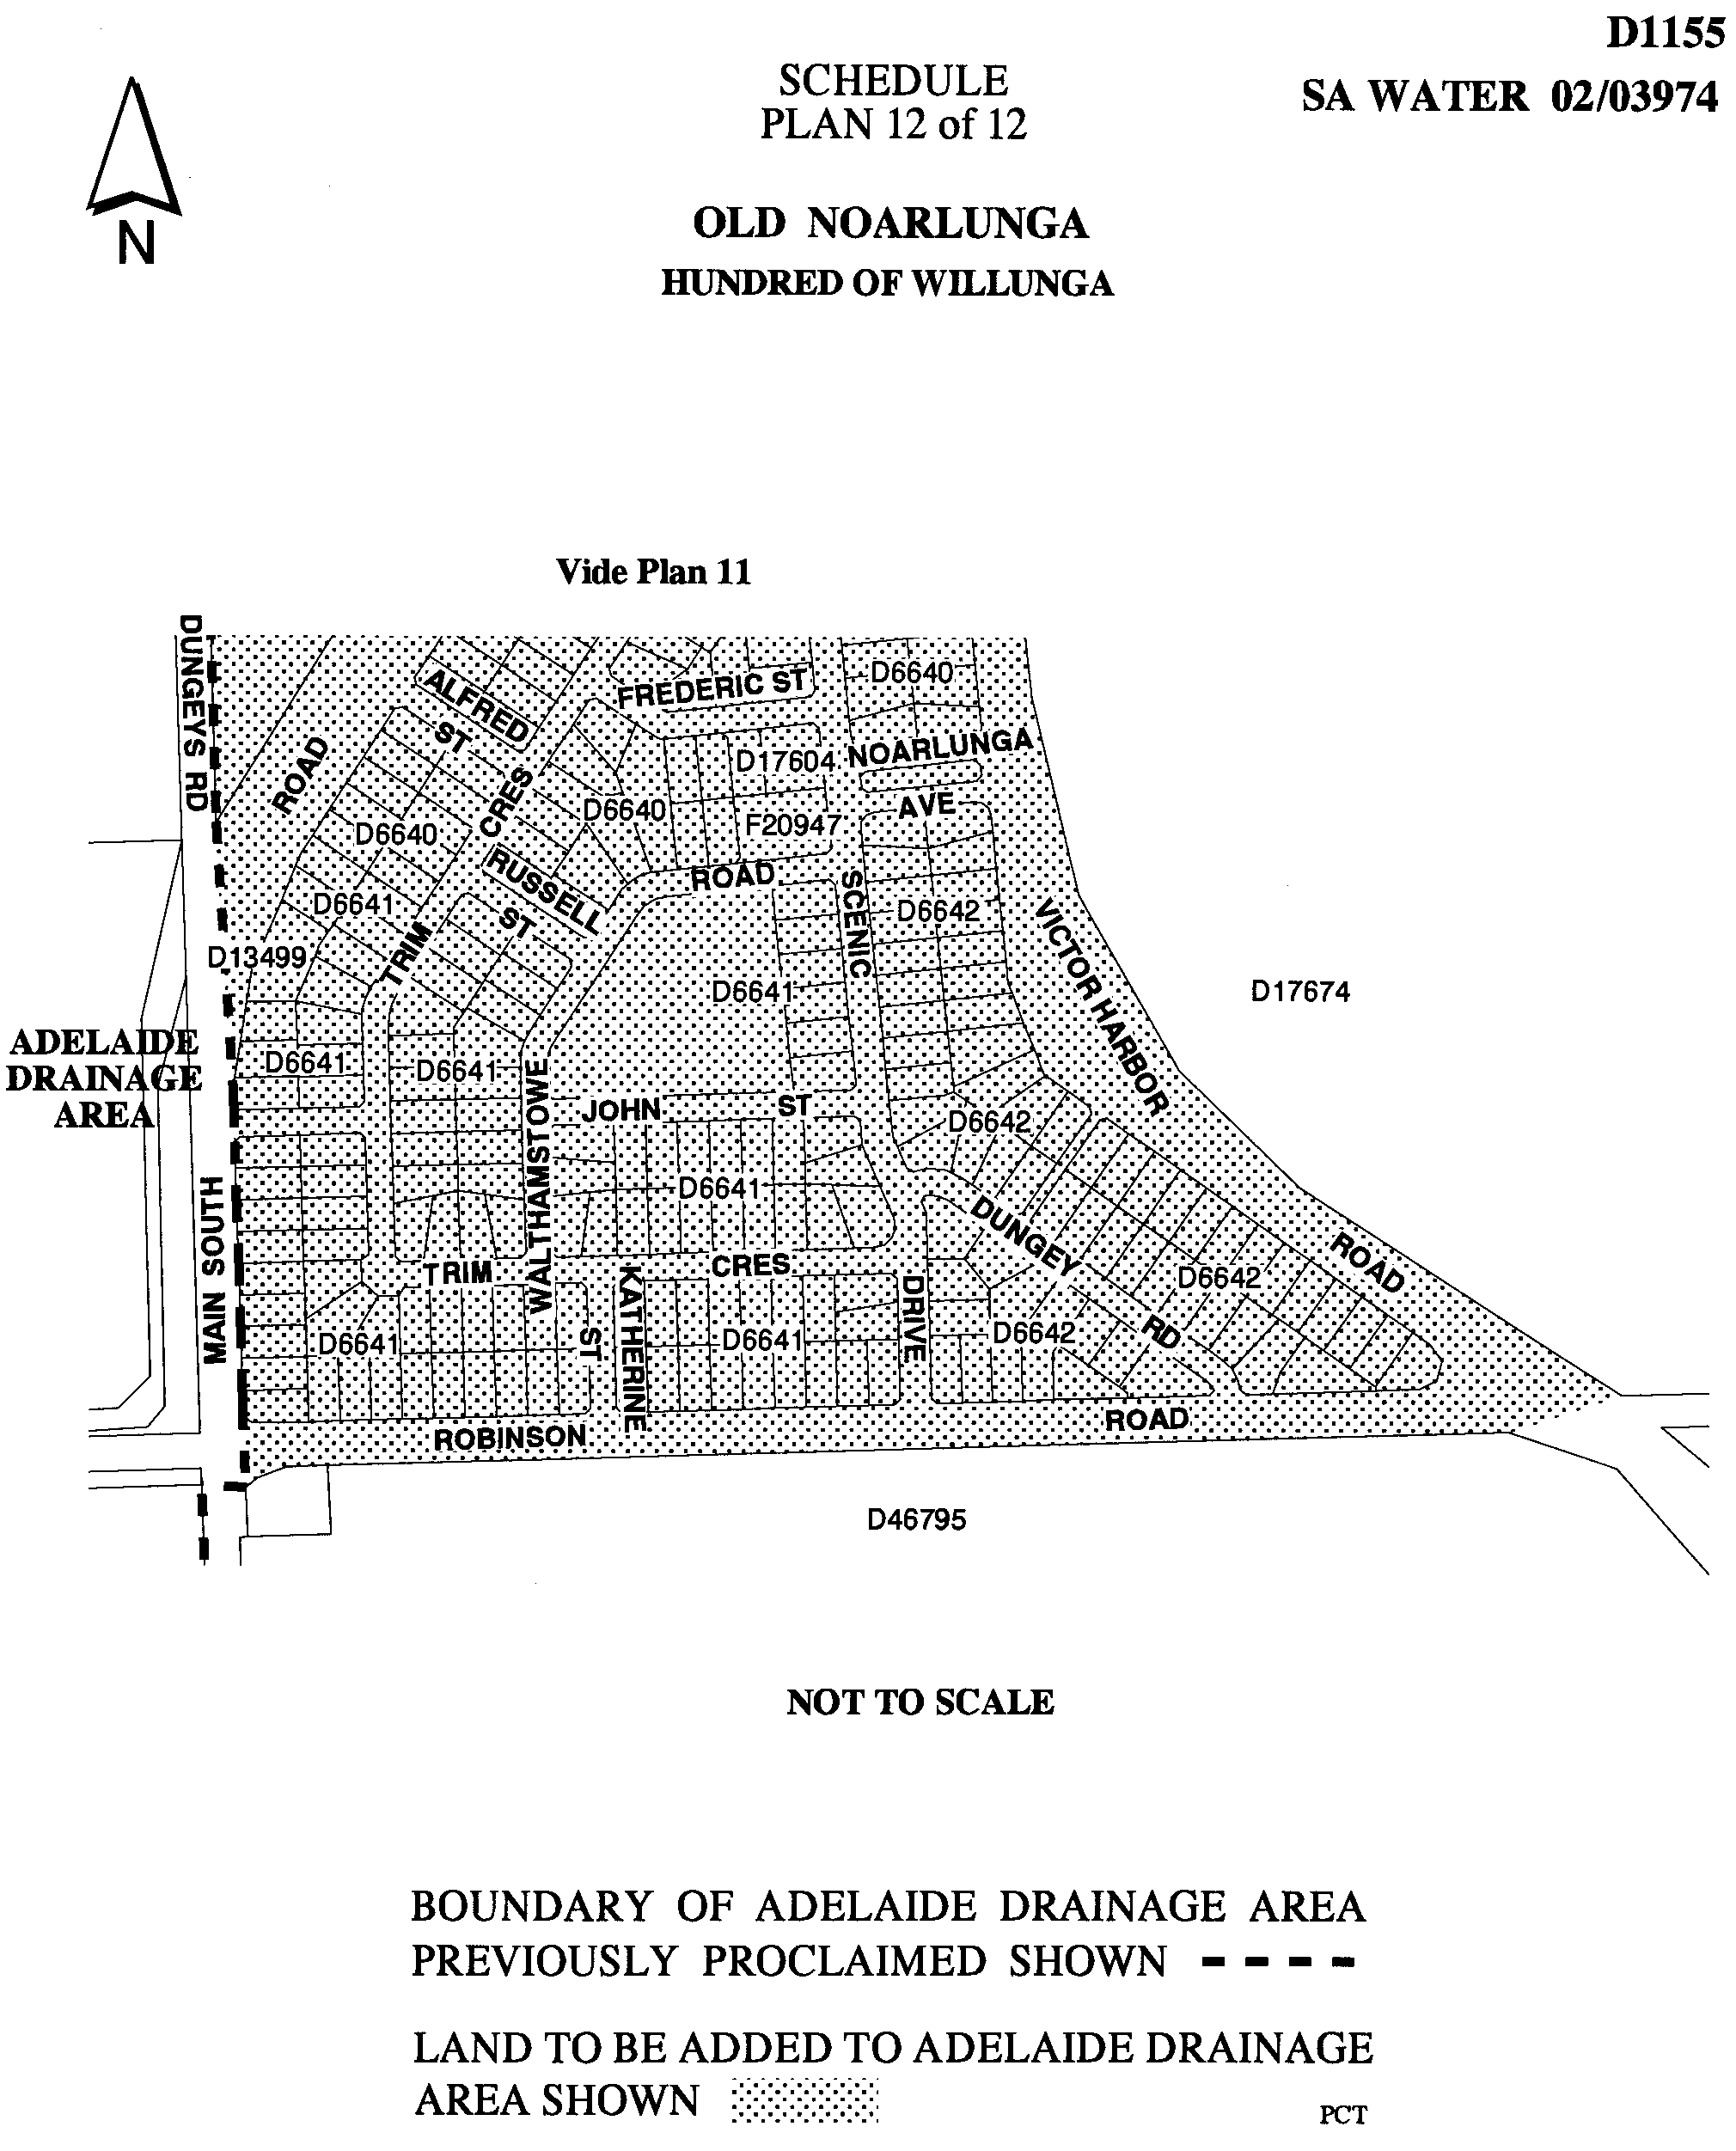 D1155
SCHEDULE
PLAN 12 of 12
SA WATER 02/03974
N
OLD NOARLUNGA
HUNDRED OF WILLUNGA
Vide Plan 11
DUNGEYS RD
ROAD
ALFRED
ST
FREDERIC ST
D6640
NOARLUNGA
AVE
D17604
CRES
D6640
D6640
F20947
RUSSELL
ST
ROAD
SCENIC
D6641
D6642
TRIM
D13499
VICTOR HARBOR
D6641
D17674
ADELAIDE
DRAINAGE
AREA
D6641
D6641
WALTHAMSTOWE
JOHN
ST
D6642
D6641
MAIN SOUTH
DUNGEY
ROAD
TRIM
CRES
D6642
KATHERINE
DRIVE
D6641
ST
D6641
D6642
RD
ROBINSON
ROAD
D46795
NOT TO SCALE
BOUNDARY OF ADELAIDE DRAINAGE AREA
PREVIOUSLY PROCLAIMED SHOWN
LAND TO BE ADDED TO ADELAIDE DRAINAGE
AREA SHOWN
PCT